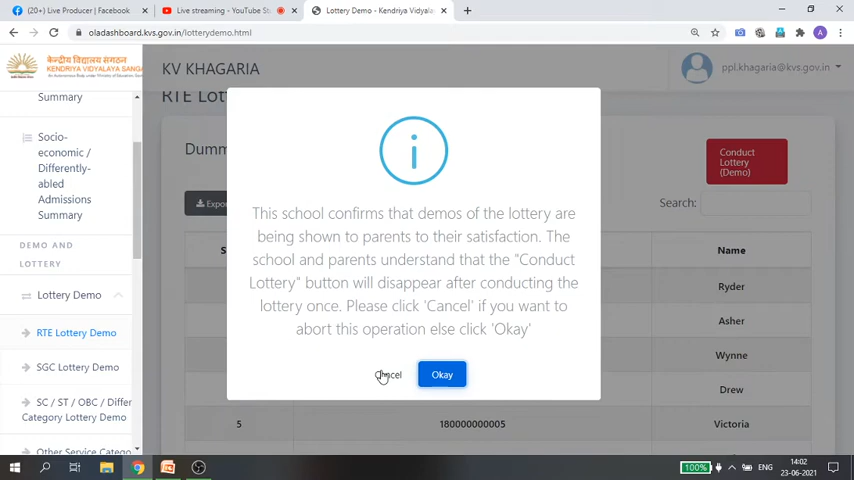 (20+) Live Producer | Facebook
Live streaming - YouTube St
Lottery Demo - Kendriya Vidyala
oladashboard.kvs.gov.in/lotterydemo.html
केन्द्रीय विद्यालय संगठन
KENDRIYA VIDYALAYA SANGA
KV KHAGARIA
ppl.khagaria@kvs.gov.in
Summary
Socio-
economic /
Differently-
abled
Admissions
Summary
DEMO AND
LOTTERY
Lottery Demo
RTE Lottery Demo
SGC Lottery Demo
SC / ST / OBC / Differ
Category Lottery Demo
Other Service Catego
RTE Lot
Dumm
Conduct
Lottery
(Demo)
Expor
Search:
S
Name
Ryder
Asher
Wynne
Drew
5
180000000005
Victoria
This school confirms that demos of the lottery are
being shown to parents to their satisfaction. The
school and parents understand that the "Conduct
Lottery" button will disappear after conducting the
lottery once. Please click 'Cancel' if you want to
abort this operation else click 'Okay'
Cancel
Okay
100%
ENG
14:02
23-06-2021